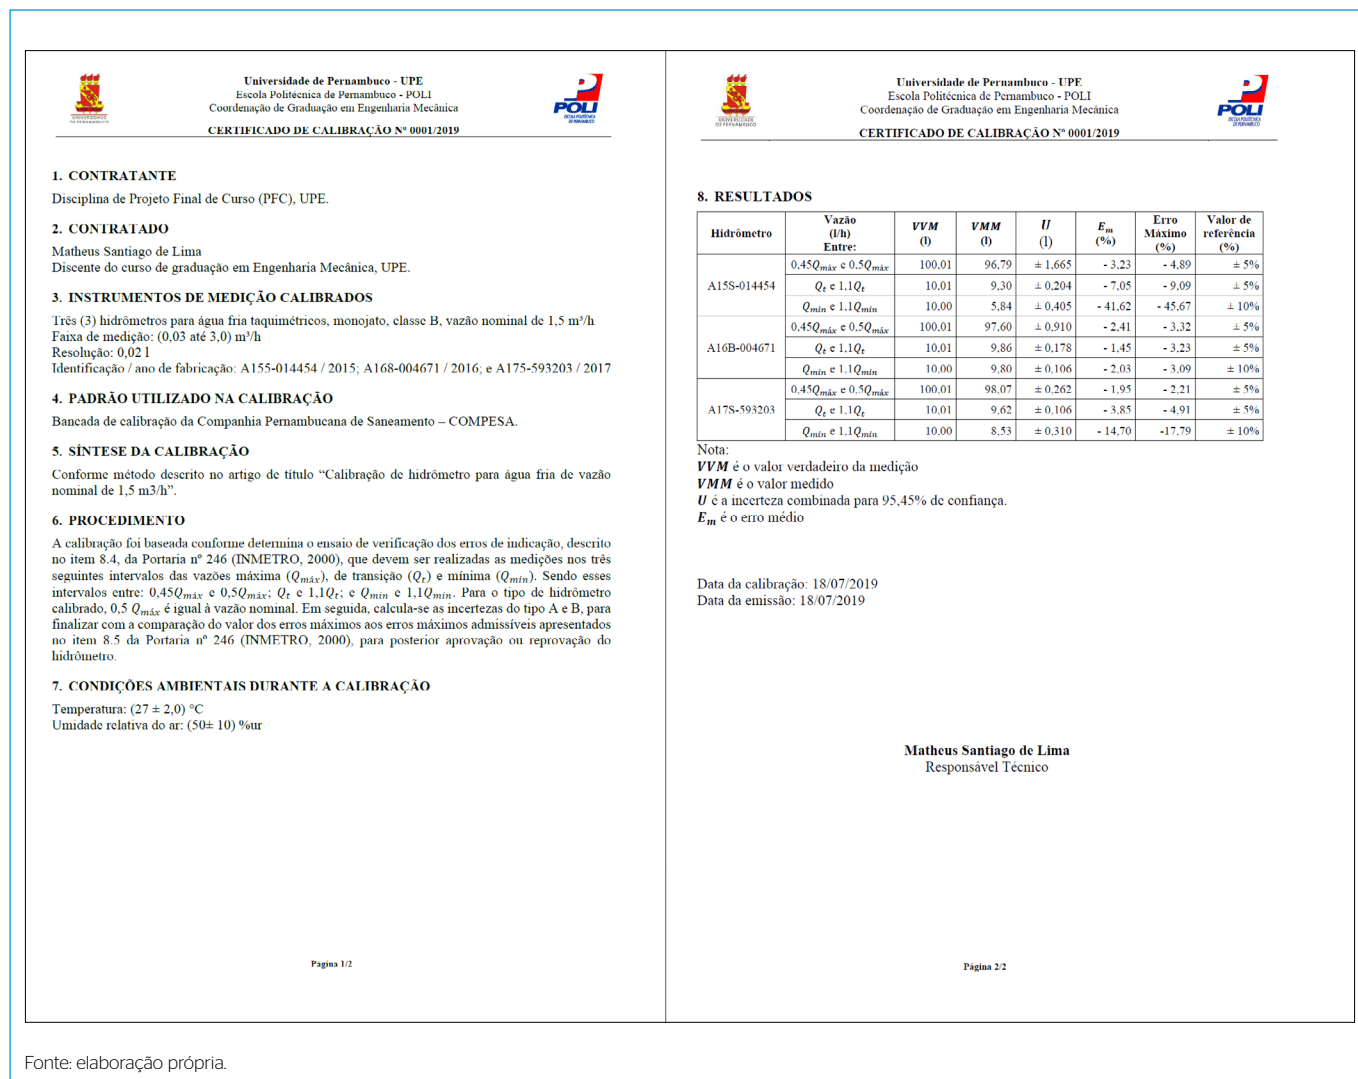 UNIVERSIDADE
DE PERNAMBUCO
Universidade de Pernambuco - UPE
Escola Politécnica de Pernambuco - POLI
Coordenação de Graduação em Engenharia Mecânica
CERTIFICADO DE CALIBRAÇÃO Nº 0001/2019
POLI
ESCOLA POLITÉCNICA
DE PERNAMBUCO
1. CONTRATANTE
Disciplina de Projeto Final de Curso (PFC), UPE.
2. CONTRATADO
Matheus Santiago de Lima
Discente do curso de graduação em Engenharia Mecânica, UPE.
3. INSTRUMENTOS DE MEDIÇÃO CALIBRADOS
Três (3) hidrômetros para água fria taquimétricos, monojato, classe B, vazão nominal de 1,5 m³/h
Faixa de medição: (0,03 até 3,0) m³/h
Resolução: 0,02 l
Identificação / ano de fabricação: A155-014454 / 2015; A168-004671 / 2016; e A175-593203 / 2017
4. PADRÃO UTILIZADO NA CALIBRAÇÃO
Bancada de calibração da Companhia Pernambucana de Saneamento – COMPESA.
5. SÍNTESE DA CALIBRAÇÃO
Conforme método descrito no artigo de título “Calibração de hidrômetro para água fria de vazão
nominal de 1,5 m3/h”.
6. PROCEDIMENTO
A calibração foi baseada conforme determina o ensaio de verificação dos erros de indicação, descrito
no item 8.4, da Portaria nº 246 (INMETRO, 2000), que devem ser realizadas as medições nos três
seguintes intervalos das vazões máxima (Qmáx), de transição (Qt) e mínima (Qmin). Sendo esses
intervalos entre: 0,45Qmáx e 0,5Qmáx; Qt e 1,1Qt; e Qmin e 1,1Qmin. Para o tipo de hidrômetro
calibrado, 0,5 Qmáx é igual à vazão nominal. Em seguida, calcula-se as incertezas do tipo A e B, para
finalizar com a comparação do valor dos erros máximos aos erros máximos admissíveis apresentados
no item 8.5 da Portaria nº 246 (INMETRO, 2000), para posterior aprovação ou reprovação do
hidrômetro.
7. CONDIÇÕES AMBIENTAIS DURANTE A CALIBRAÇÃO
Temperatura: (27 ± 2,0) °C
Umidade relativa do ar: (50± 10) %ur
Página 1/2
UNIVERSIDADE
DE PERNAMBUCO
Universidade de Pernambuco - UPE
Escola Politécnica de Pernambuco - POLI
Coordenação de Graduação em Engenharia Mecânica
CERTIFICADO DE CALIBRAÇÃO Nº 0001/2019
POLI
ESCOLA POLITÉCNICA
DE PERNAMBUCO
8. RESULTADOS
Hidrômetro Vazão (l/h) Entre: VVM (l) VMM (l) U (l) Em (%) Erro Máximo (%) Valor de referência (%)
A15S-014454 0,45Qmáx e 0,5Qmáx 100,01 96,79 ± 1,665 - 3,23 - 4,89 ± 5%
Qt e 1,1Qt 10,01 9,30 ± 0,204 - 7,05 - 9,09 ± 5%
Qmin e 1,1Qmin 10,00 5,84 ± 0,405 - 41,62 - 45,67 ± 10%
A16B-004671 0,45Qmáx e 0,5Qmáx 100,01 97,60 ± 0,910 - 2,41 - 3,32 ± 5%
Qt e 1,1Qt 10,01 9,86 ± 0,178 - 1,45 - 3,23 ± 5%
Qmin e 1,1Qmin 10,00 9,80 ± 0,106 - 2,03 - 3,09 ± 10%
A17S-593203 0,45Qmáx e 0,5Qmáx 100,01 98,07 ± 0,262 - 1,95 - 2,21 ± 5%
Qt e 1,1Qt 10,01 9,62 ± 0,106 - 3,85 - 4,91 ± 5%
Qmin e 1,1Qmin 10,00 8,53 ± 0,310 - 14,70 -17,79 ± 10%
Nota:
VVM é o valor verdadeiro da medição
VMM é o valor medido
U é a incerteza combinada para 95,45% de confiança.
Em é o erro médio
Data da calibração: 18/07/2019
Data da emissão: 18/07/2019
Matheus Santiago de Lima
Responsável Técnico
Página 2/2
Fonte: elaboração própria.